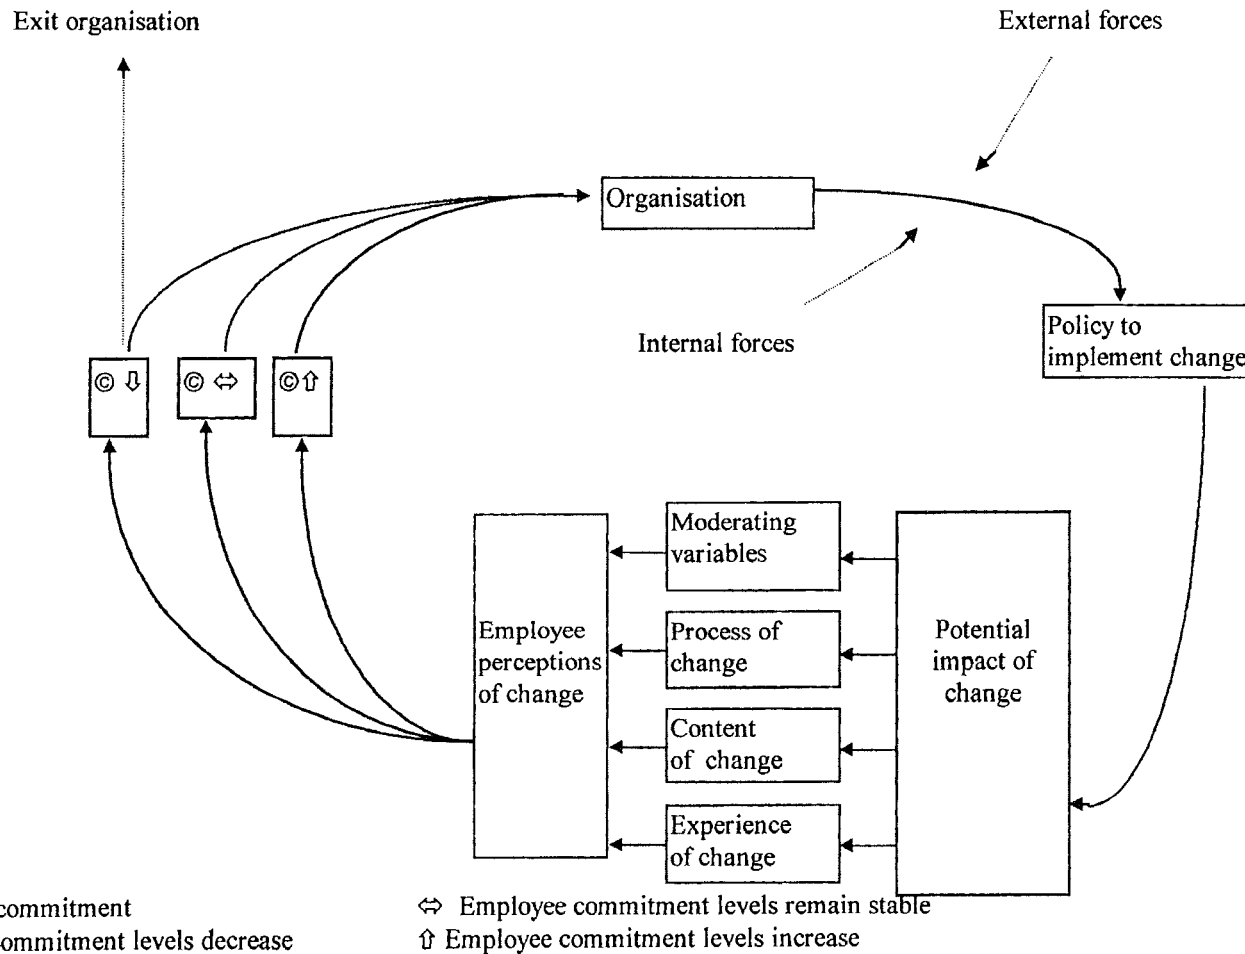 Exit organisation
External forces
Organisation
Internal forces
Policy to
implement change
© ⇩
© ⇔
©⇧
Moderating
variables
Employee
perceptions
of change
Process of
change
Potential
impact of
change
Content
of change
Experience
of change
commitment
⇔ Employee commitment levels remain stable
commitment levels decrease
⇧ Employee commitment levels increase